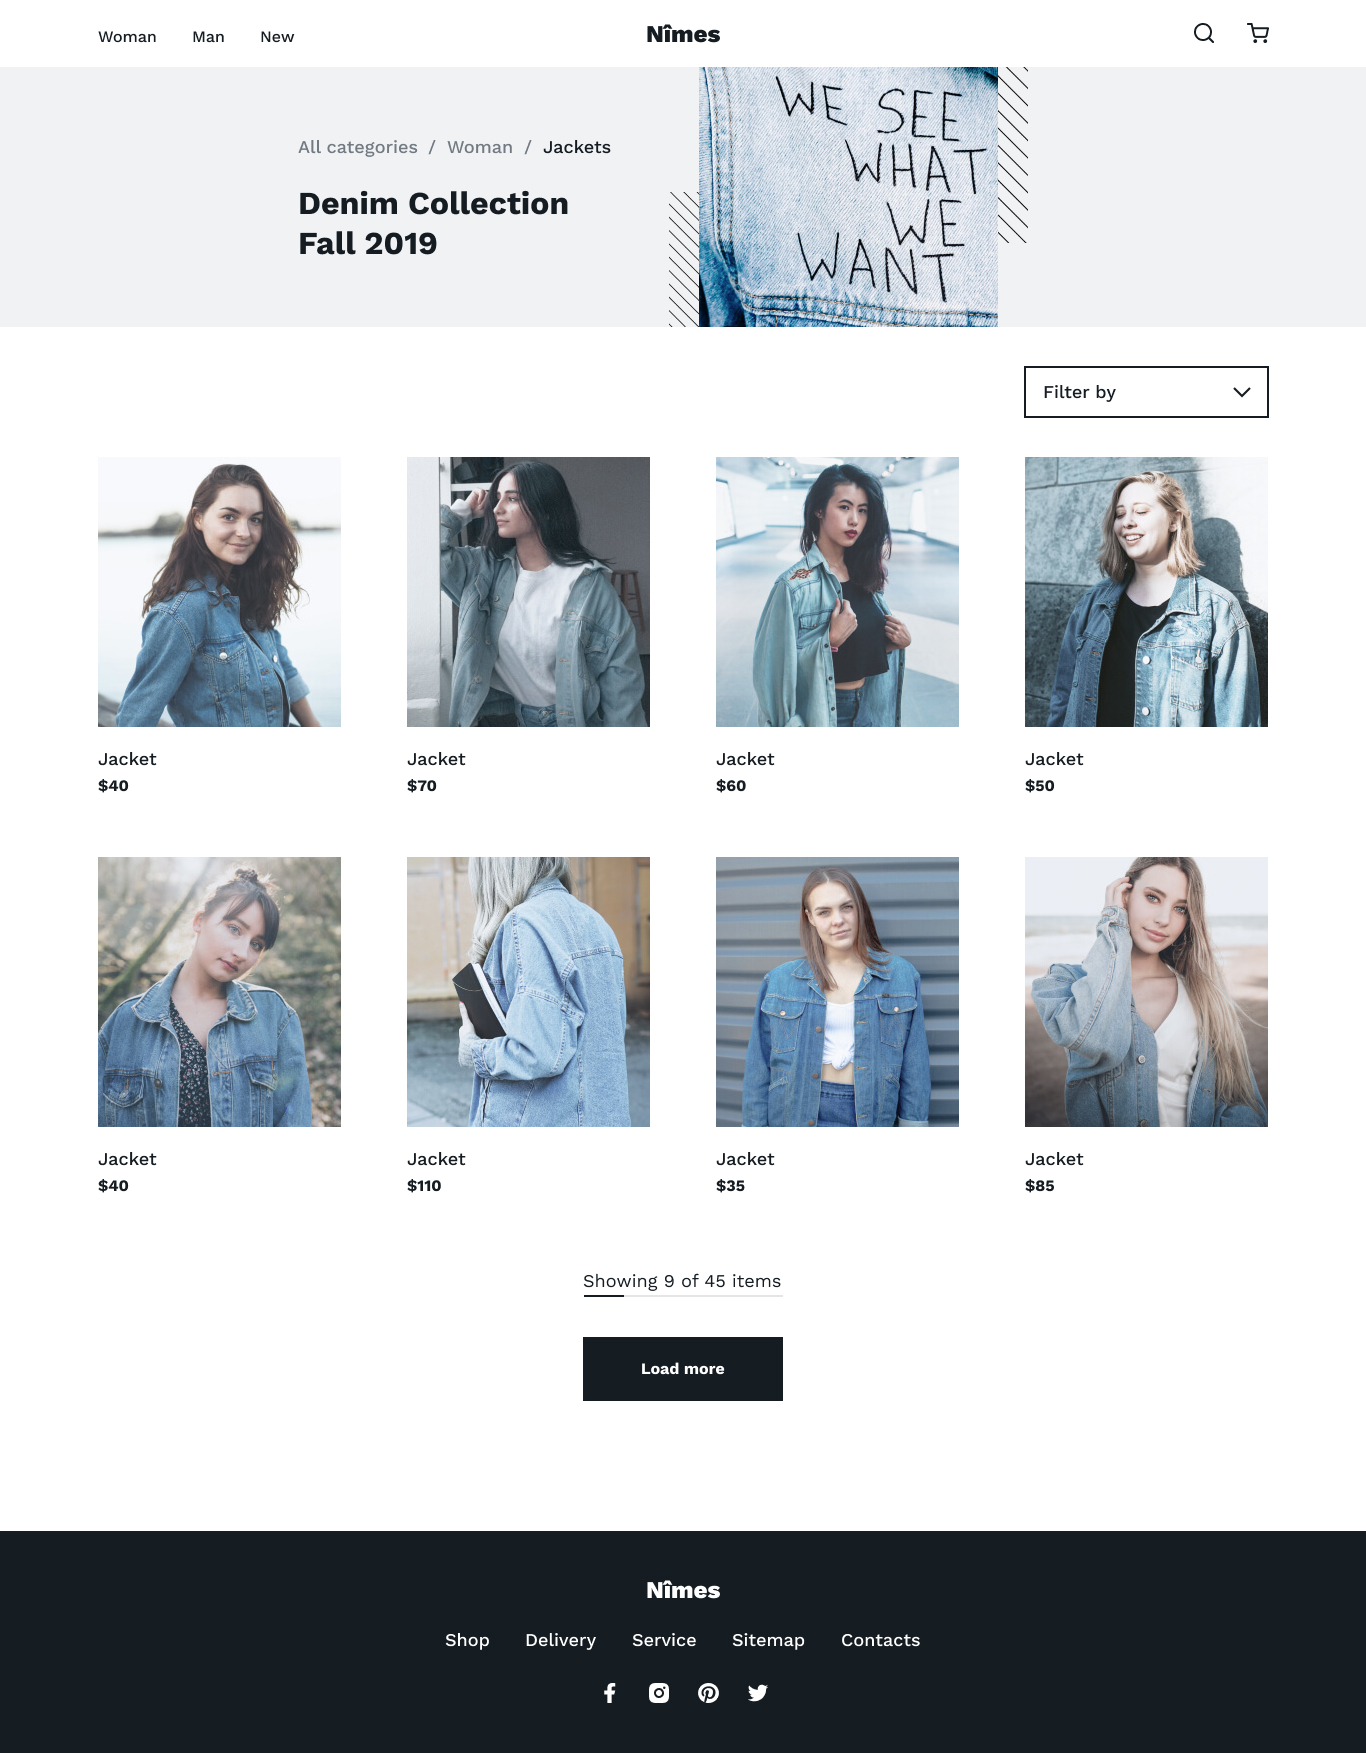 Woman Man New Nîmes
All categories / Woman / Jackets
Denim Collection
Fall 2019
WE SEE
WHAT
WE
WANT
Filter by
Jacket Jacket Jacket Jacket
$40 $70 $60 $50
Jacket Jacket Jacket Jacket
$40 $110 $35 $85
Showing 9 of 45 items
Load more
Nîmes
Shop Delivery Service Sitemap Contacts